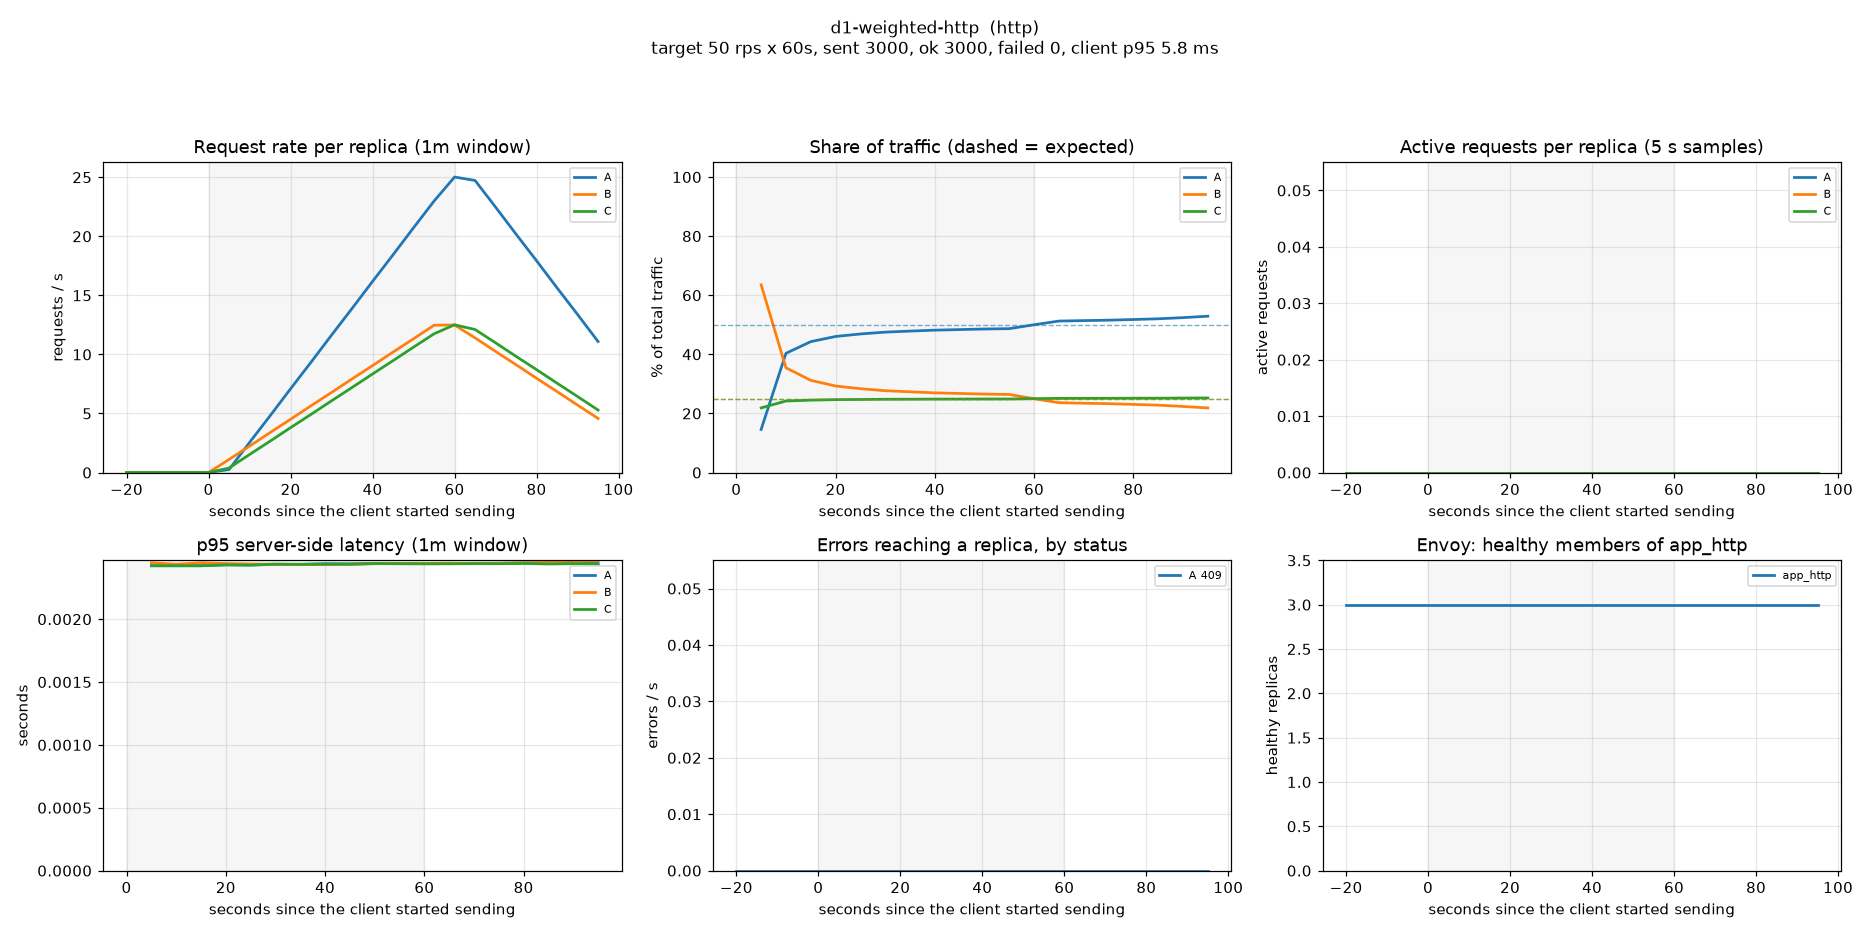 d1-weighted-http  (http)
target 50 rps x 60s, sent 3000, ok 3000, failed 0, client p95 5.8 ms
Request rate per replica (1m window)
requests / s
25
20
15
10
5
0
−20 0 20 40 60 80 100
seconds since the client started sending
A
B
C
Share of traffic (dashed = expected)
% of total traffic
100
80
60
40
20
0
0 20 40 60 80
seconds since the client started sending
A
B
C
Active requests per replica (5 s samples)
active requests
0.05
0.04
0.03
0.02
0.01
0.00
−20 0 20 40 60 80 100
seconds since the client started sending
A
B
C
p95 server-side latency (1m window)
seconds
0.0020
0.0015
0.0010
0.0005
0.0000
0 20 40 60 80
seconds since the client started sending
A
B
C
Errors reaching a replica, by status
errors / s
0.05
0.04
0.03
0.02
0.01
0.00
−20 0 20 40 60 80 100
seconds since the client started sending
A 409
Envoy: healthy members of app_http
healthy replicas
3.5
3.0
2.5
2.0
1.5
1.0
0.5
0.0
−20 0 20 40 60 80 100
seconds since the client started sending
app_http